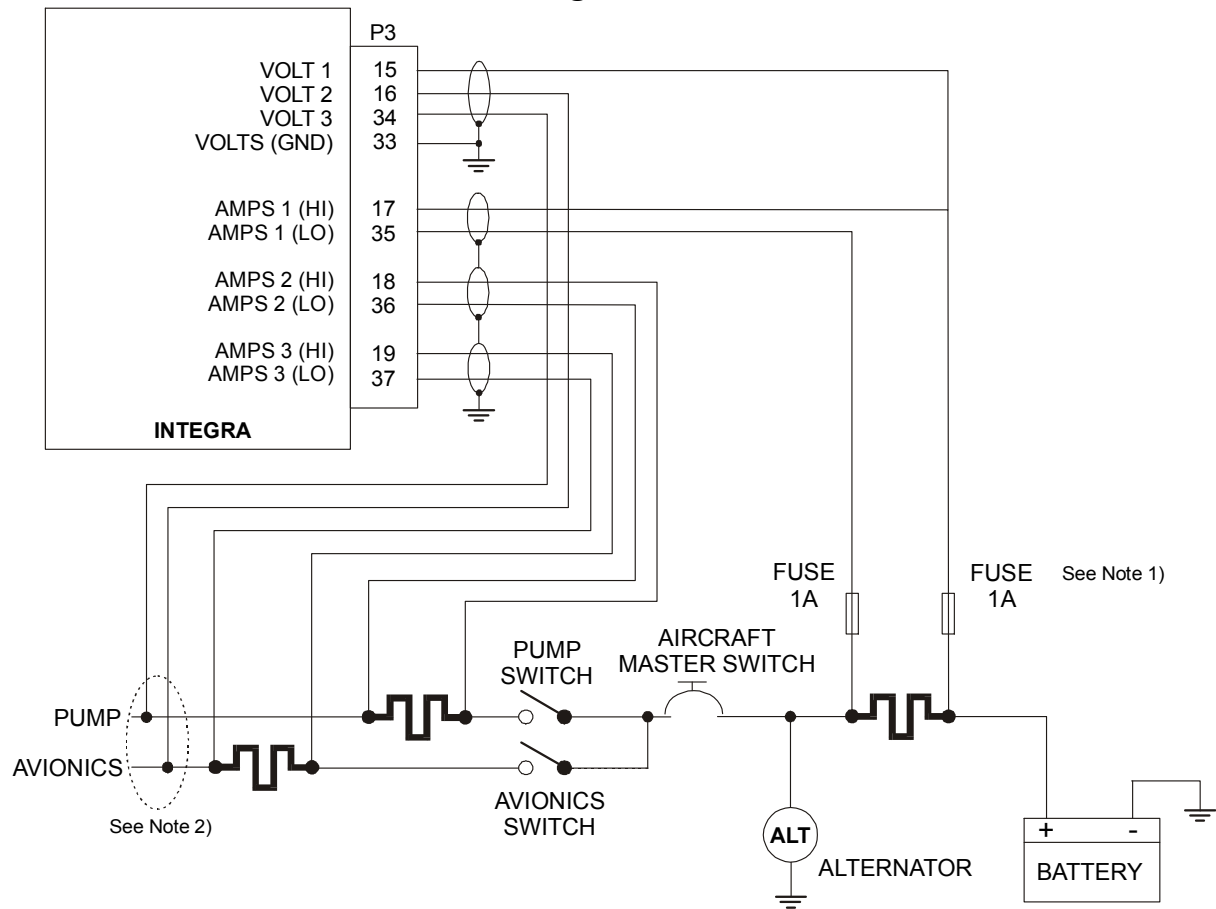 P3
VOLT 1 15
VOLT 2 16
VOLT 3 34
VOLTS (GND) 33
AMPS 1 (HI) 17
AMPS 1 (LO) 35
AMPS 2 (HI) 18
AMPS 2 (LO) 36
AMPS 3 (HI) 19
AMPS 3 (LO) 37
INTEGRA
FUSE
1A
FUSE
1A
See Note 1)
PUMP
SWITCH
AIRCRAFT
MASTER SWITCH
PUMP
AVIONICS
See Note 2)
AVIONICS
SWITCH
ALT
ALTERNATOR
+ -
BATTERY